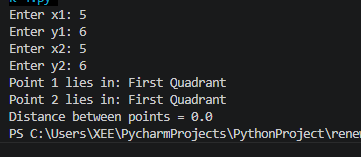 Enter x1: 5
Enter y1: 6
Enter x2: 5
Enter y2: 6
Point 1 lies in: First Quadrant
Point 2 lies in: First Quadrant
Distance between points = 0.0
PS C:\Users\XEE\PycharmProjects\PythonProject\rene